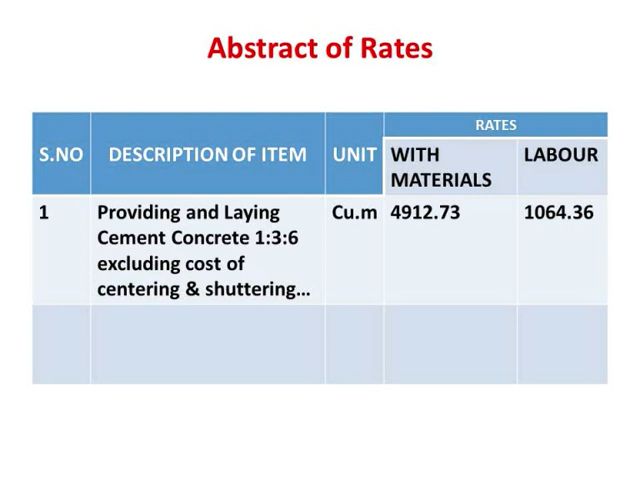 Abstract of Rates
RATES
S.NO DESCRIPTION OF ITEM UNIT WITH MATERIALS LABOUR
1 Providing and Laying Cu.m 4912.73 1064.36
Cement Concrete 1:3:6
excluding cost of
centering & shuttering...